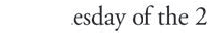 esday of the 2